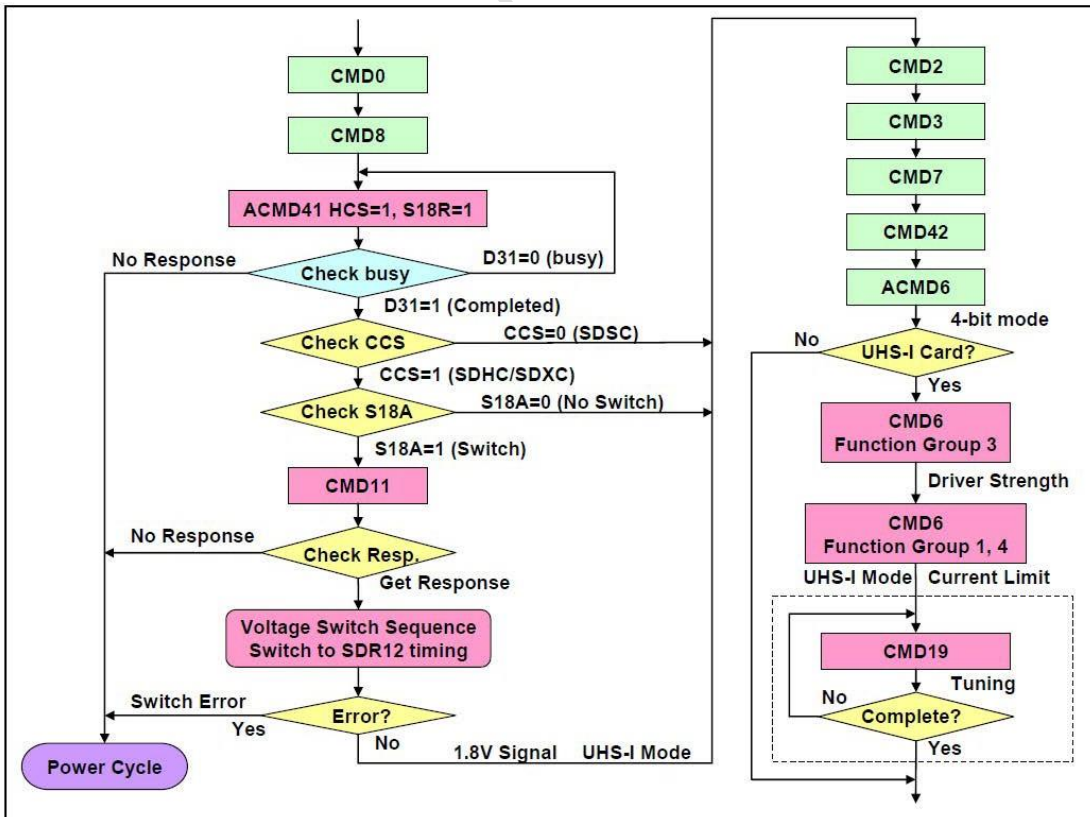 CMD0
CMD8
ACMD41 HCS=1, S18R=1
No Response
Check busy
D31=0 (busy)
D31=1 (Completed)
Check CCS
CCS=0 (SDSC)
CCS=1 (SDHC/SDXC)
Check S18A
S18A=0 (No Switch)
S18A=1 (Switch)
CMD11
No Response
Check Resp.
Get Response
Voltage Switch Sequence
Switch to SDR12 timing
Switch Error
Error?
Yes
No
1.8V Signal UHS-I Mode
Power Cycle
CMD2
CMD3
CMD7
CMD42
ACMD6
4-bit mode
No
UHS-I Card?
Yes
CMD6
Function Group 3
Driver Strength
CMD6
Function Group 1, 4
UHS-I Mode Current Limit
CMD19
Tuning
No
Complete?
Yes